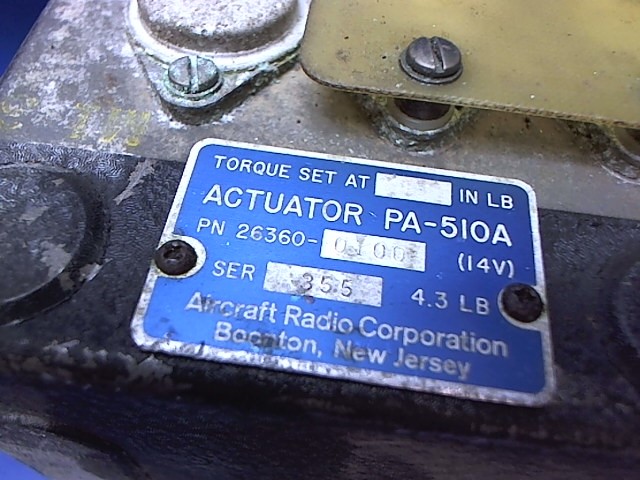 TORQUE SET AT IN LB
ACTUATOR PA-510A
PN 26360-0100 (14V)
SER 355 4.3 LB
Aircraft Radio Corporation
Boonton, New Jersey